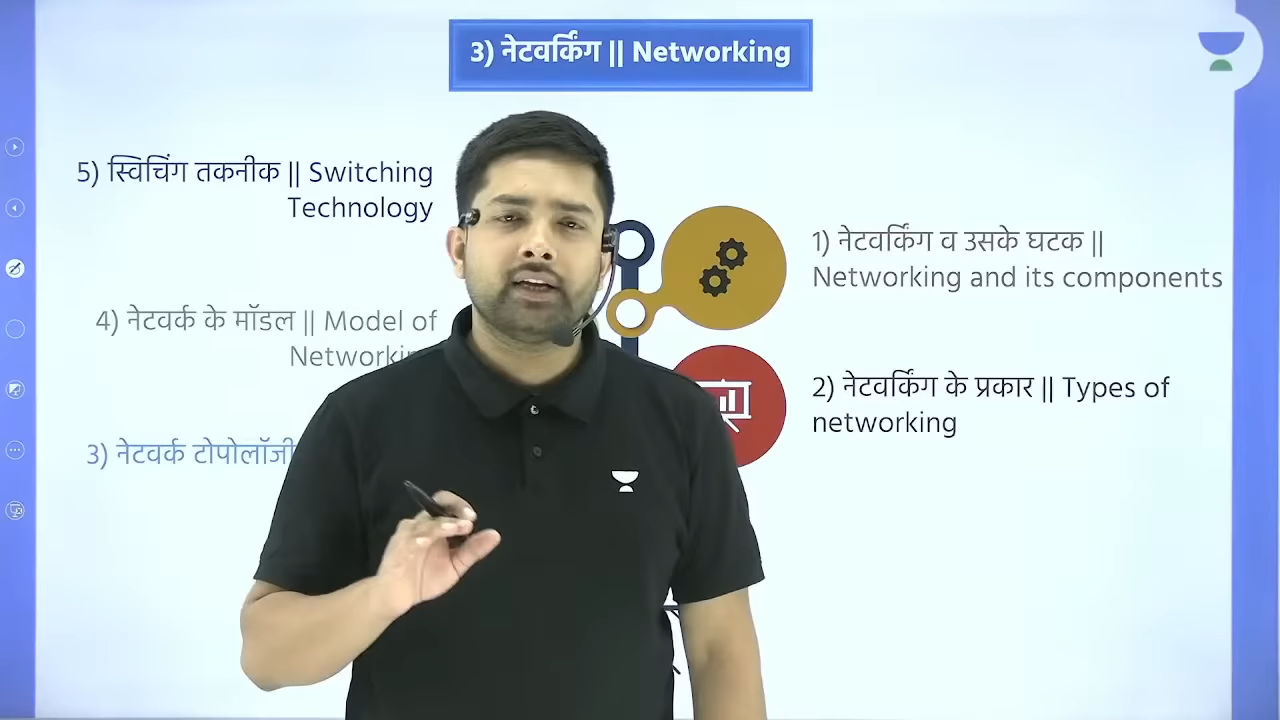 3) नेटवर्किंग || Networking
5) स्विचिंग तकनीक || Switching
Technology
1) नेटवर्किंग व उसके घटक ||
Networking and its components
4) नेटवर्क के मॉडल || Model of
2) नेटवर्किंग के प्रकार || Types of
networking
3) नेटवर्क टोपोलॉजी